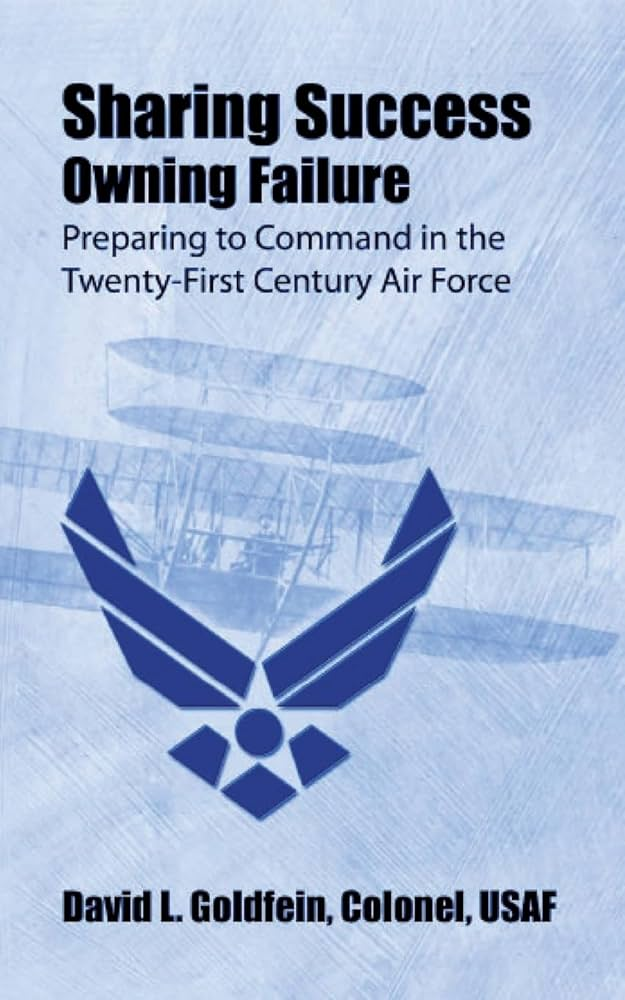 Sharing Success
Owning Failure
Preparing to Command in the
Twenty-First Century Air Force
David L. Goldfein, Colonel, USAF